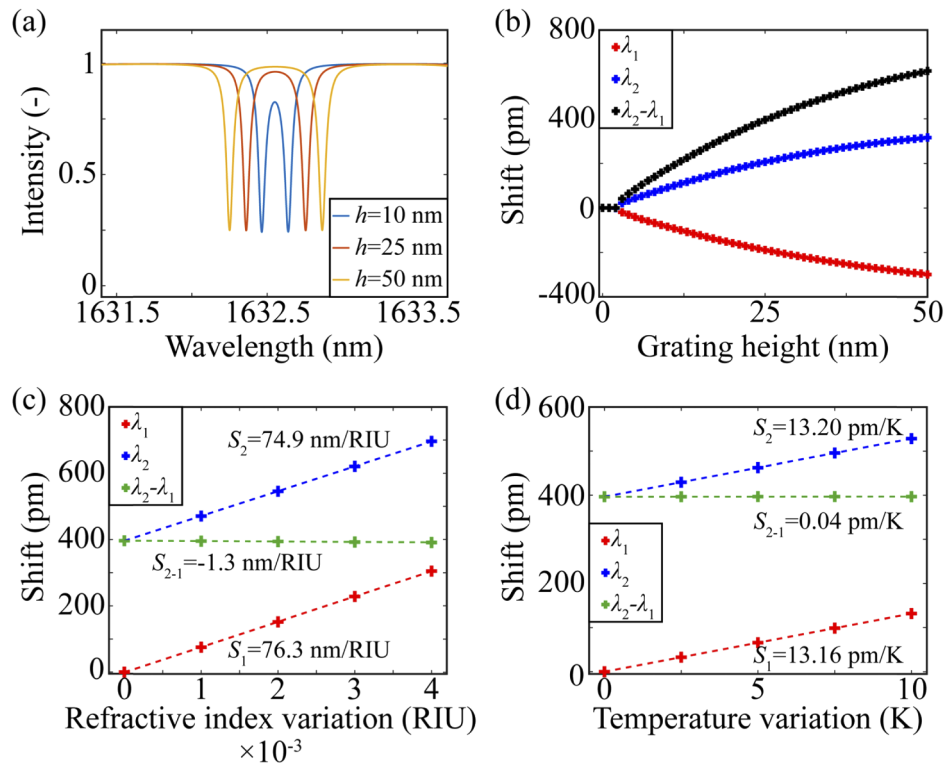 (a)
1
0.5
0
Intensity (-)
h=10 nm
h=25 nm
h=50 nm
1631.5
1632.5
1633.5
Wavelength (nm)
(b)
800
400
0
-400
Shift (pm)
λ₁
λ₂
λ₂-λ₁
0
25
50
Grating height (nm)
(c)
800
600
400
200
0
Shift (pm)
λ₁
λ₂
λ₂-λ₁
S₂=74.9 nm/RIU
S₂₋₁=-1.3 nm/RIU
S₁=76.3 nm/RIU
0
1
2
3
4
Refractive index variation (RIU)
×10⁻³
(d)
600
400
200
0
Shift (pm)
S₂=13.20 pm/K
S₂₋₁=0.04 pm/K
λ₁
λ₂
λ₂-λ₁
S₁=13.16 pm/K
0
5
10
Temperature variation (K)